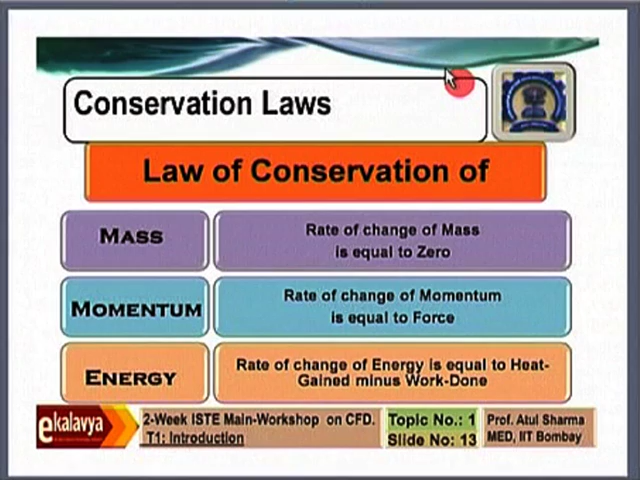 Conservation Laws
Law of Conservation of
MASS
Rate of change of Mass
is equal to Zero
MOMENTUM
Rate of change of Momentum
is equal to Force
ENERGY
Rate of change of Energy is equal to Heat-
Gained minus Work-Done
ekalavya
2-Week ISTE Main-Workshop on CFD.
T1: Introduction
Topic No.: 1
Slide No: 13
Prof. Atul Sharma
MED, IIT Bombay